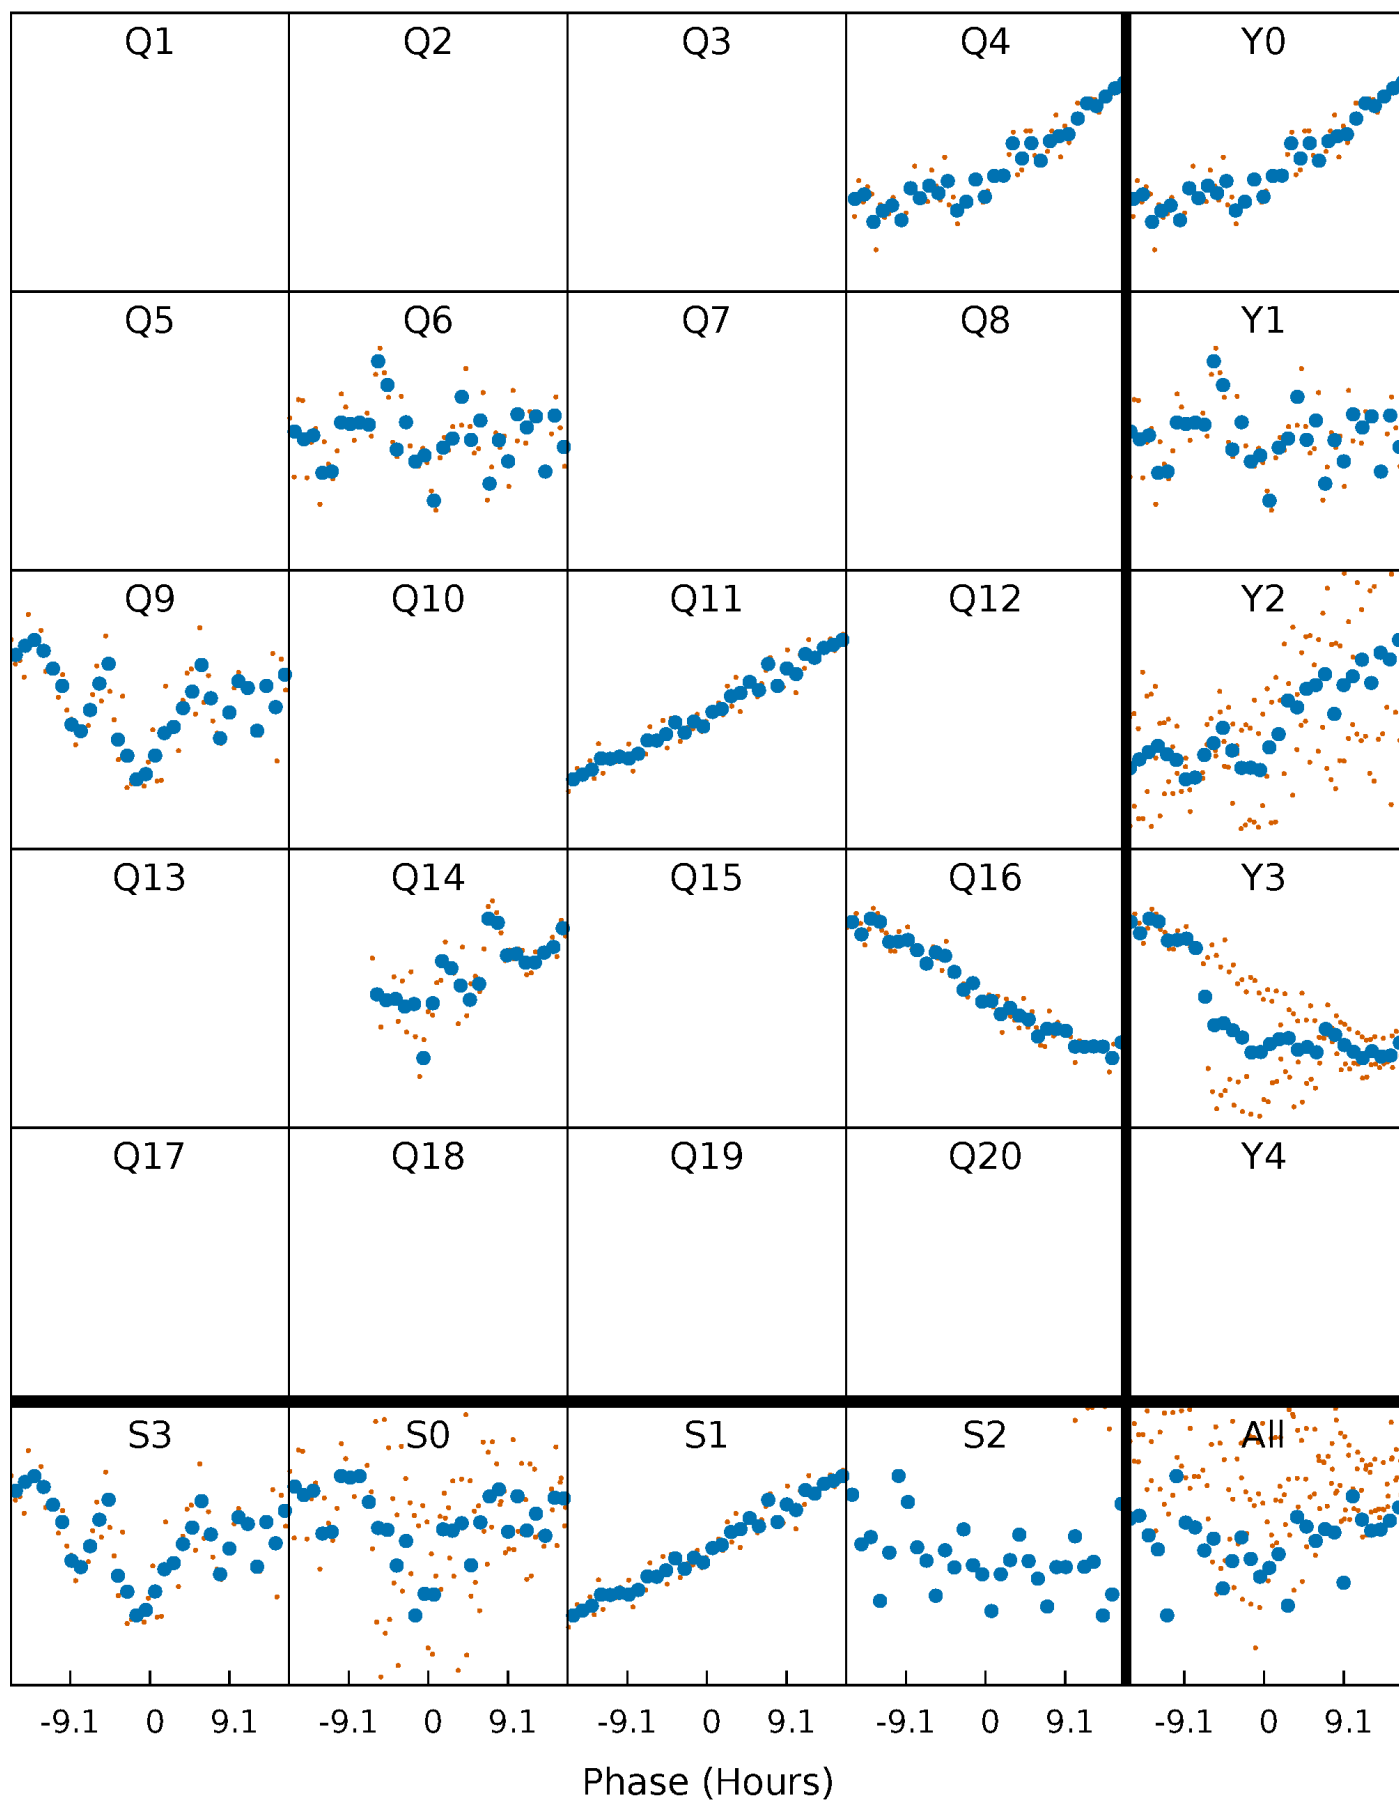 Q1 Q2 Q3 Q4 Y0
Q5 Q6 Q7 Q8 Y1
Q9 Q10 Q11 Q12 Y2
Q13 Q14 Q15 Q16 Y3
Q17 Q18 Q19 Q20 Y4
S3 S0 S1 S2 All
-9.1 0 9.1 -9.1 0 9.1 -9.1 0 9.1 -9.1 0 9.1 -9.1 0 9.1
Phase (Hours)